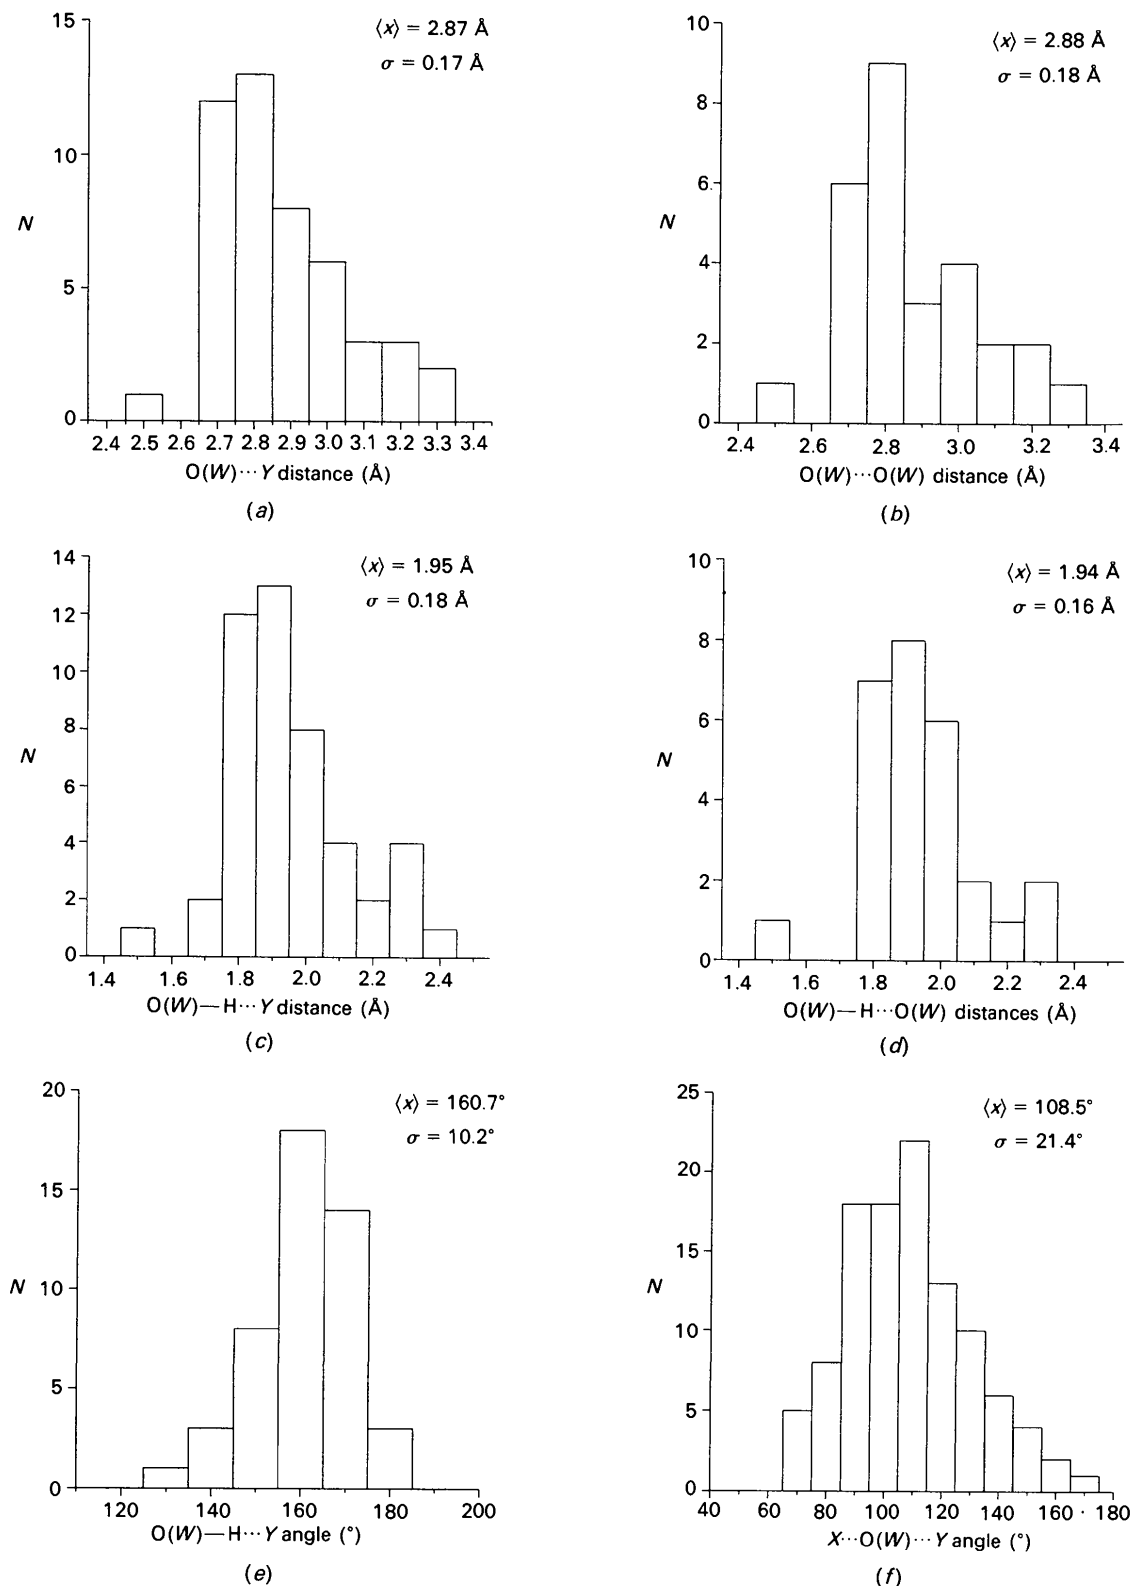 ⟨x⟩ = 2.87 Å
σ = 0.17 Å
15
10
5
0
N
2.4 2.5 2.6 2.7 2.8 2.9 3.0 3.1 3.2 3.3 3.4
O(W)···Y distance (Å)
(a)
⟨x⟩ = 2.88 Å
σ = 0.18 Å
10
8
6
4
2
0
N
2.4 2.6 2.8 3.0 3.2 3.4
O(W)···O(W) distance (Å)
(b)
⟨x⟩ = 1.95 Å
σ = 0.18 Å
14
12
10
8
6
4
2
0
N
1.4 1.6 1.8 2.0 2.2 2.4
O(W)—H···Y distance (Å)
(c)
⟨x⟩ = 1.94 Å
σ = 0.16 Å
10
8
6
4
2
0
N
1.4 1.6 1.8 2.0 2.2 2.4
O(W)—H···O(W) distances (Å)
(d)
⟨x⟩ = 160.7°
σ = 10.2°
20
15
10
5
0
N
120 140 160 180 200
O(W)—H···Y angle (°)
(e)
⟨x⟩ = 108.5°
σ = 21.4°
25
20
15
10
5
0
N
40 60 80 100 120 140 160 180
X···O(W)···Y angle (°)
(f)